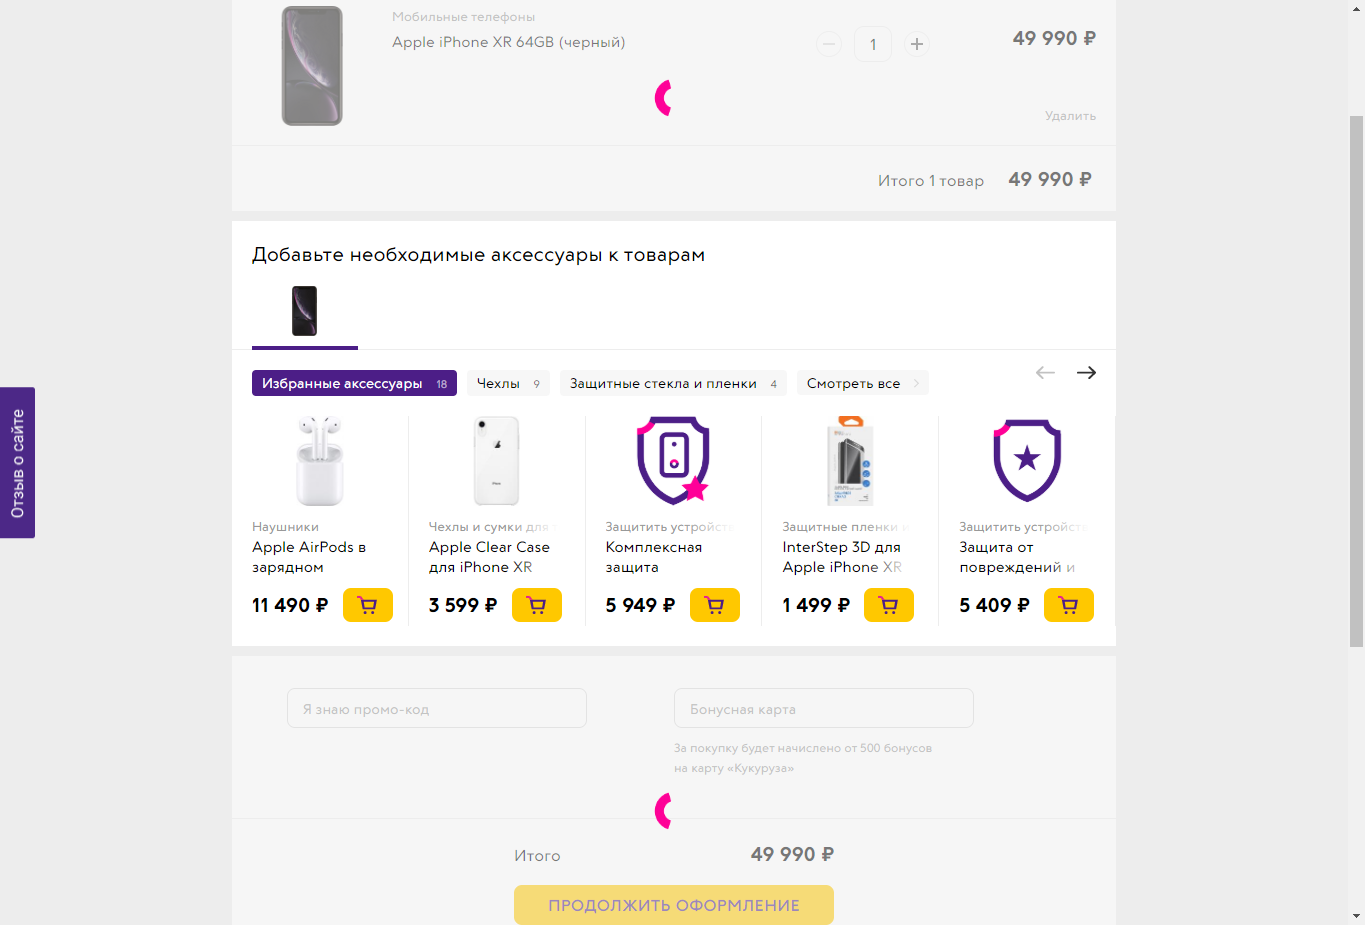 Мобильные телефоны
Apple iPhone XR 64GB (черный)
1
49 990 ₽
Удалить
Итого 1 товар 49 990 ₽
Добавьте необходимые аксессуары к товарам
Избранные аксессуары 18
Чехлы 9
Защитные стекла и пленки 4
Смотреть все
Отзыв о сайте
Наушники
Apple AirPods в
зарядном
11 490 ₽
Чехлы и сумки для
Apple Clear Case
для iPhone XR
3 599 ₽
Защитить устройст
Комплексная
защита
5 949 ₽
Защитные пленки и
InterStep 3D для
Apple iPhone XR
1 499 ₽
Защитить устройст
Защита от
повреждений и
5 409 ₽
Я знаю промо-код
Бонусная карта
За покупку будет начислено от 500 бонусов
на карту «Кукуруза»
Итого 49 990 ₽
ПРОДОЛЖИТЬ ОФОРМЛЕНИЕ